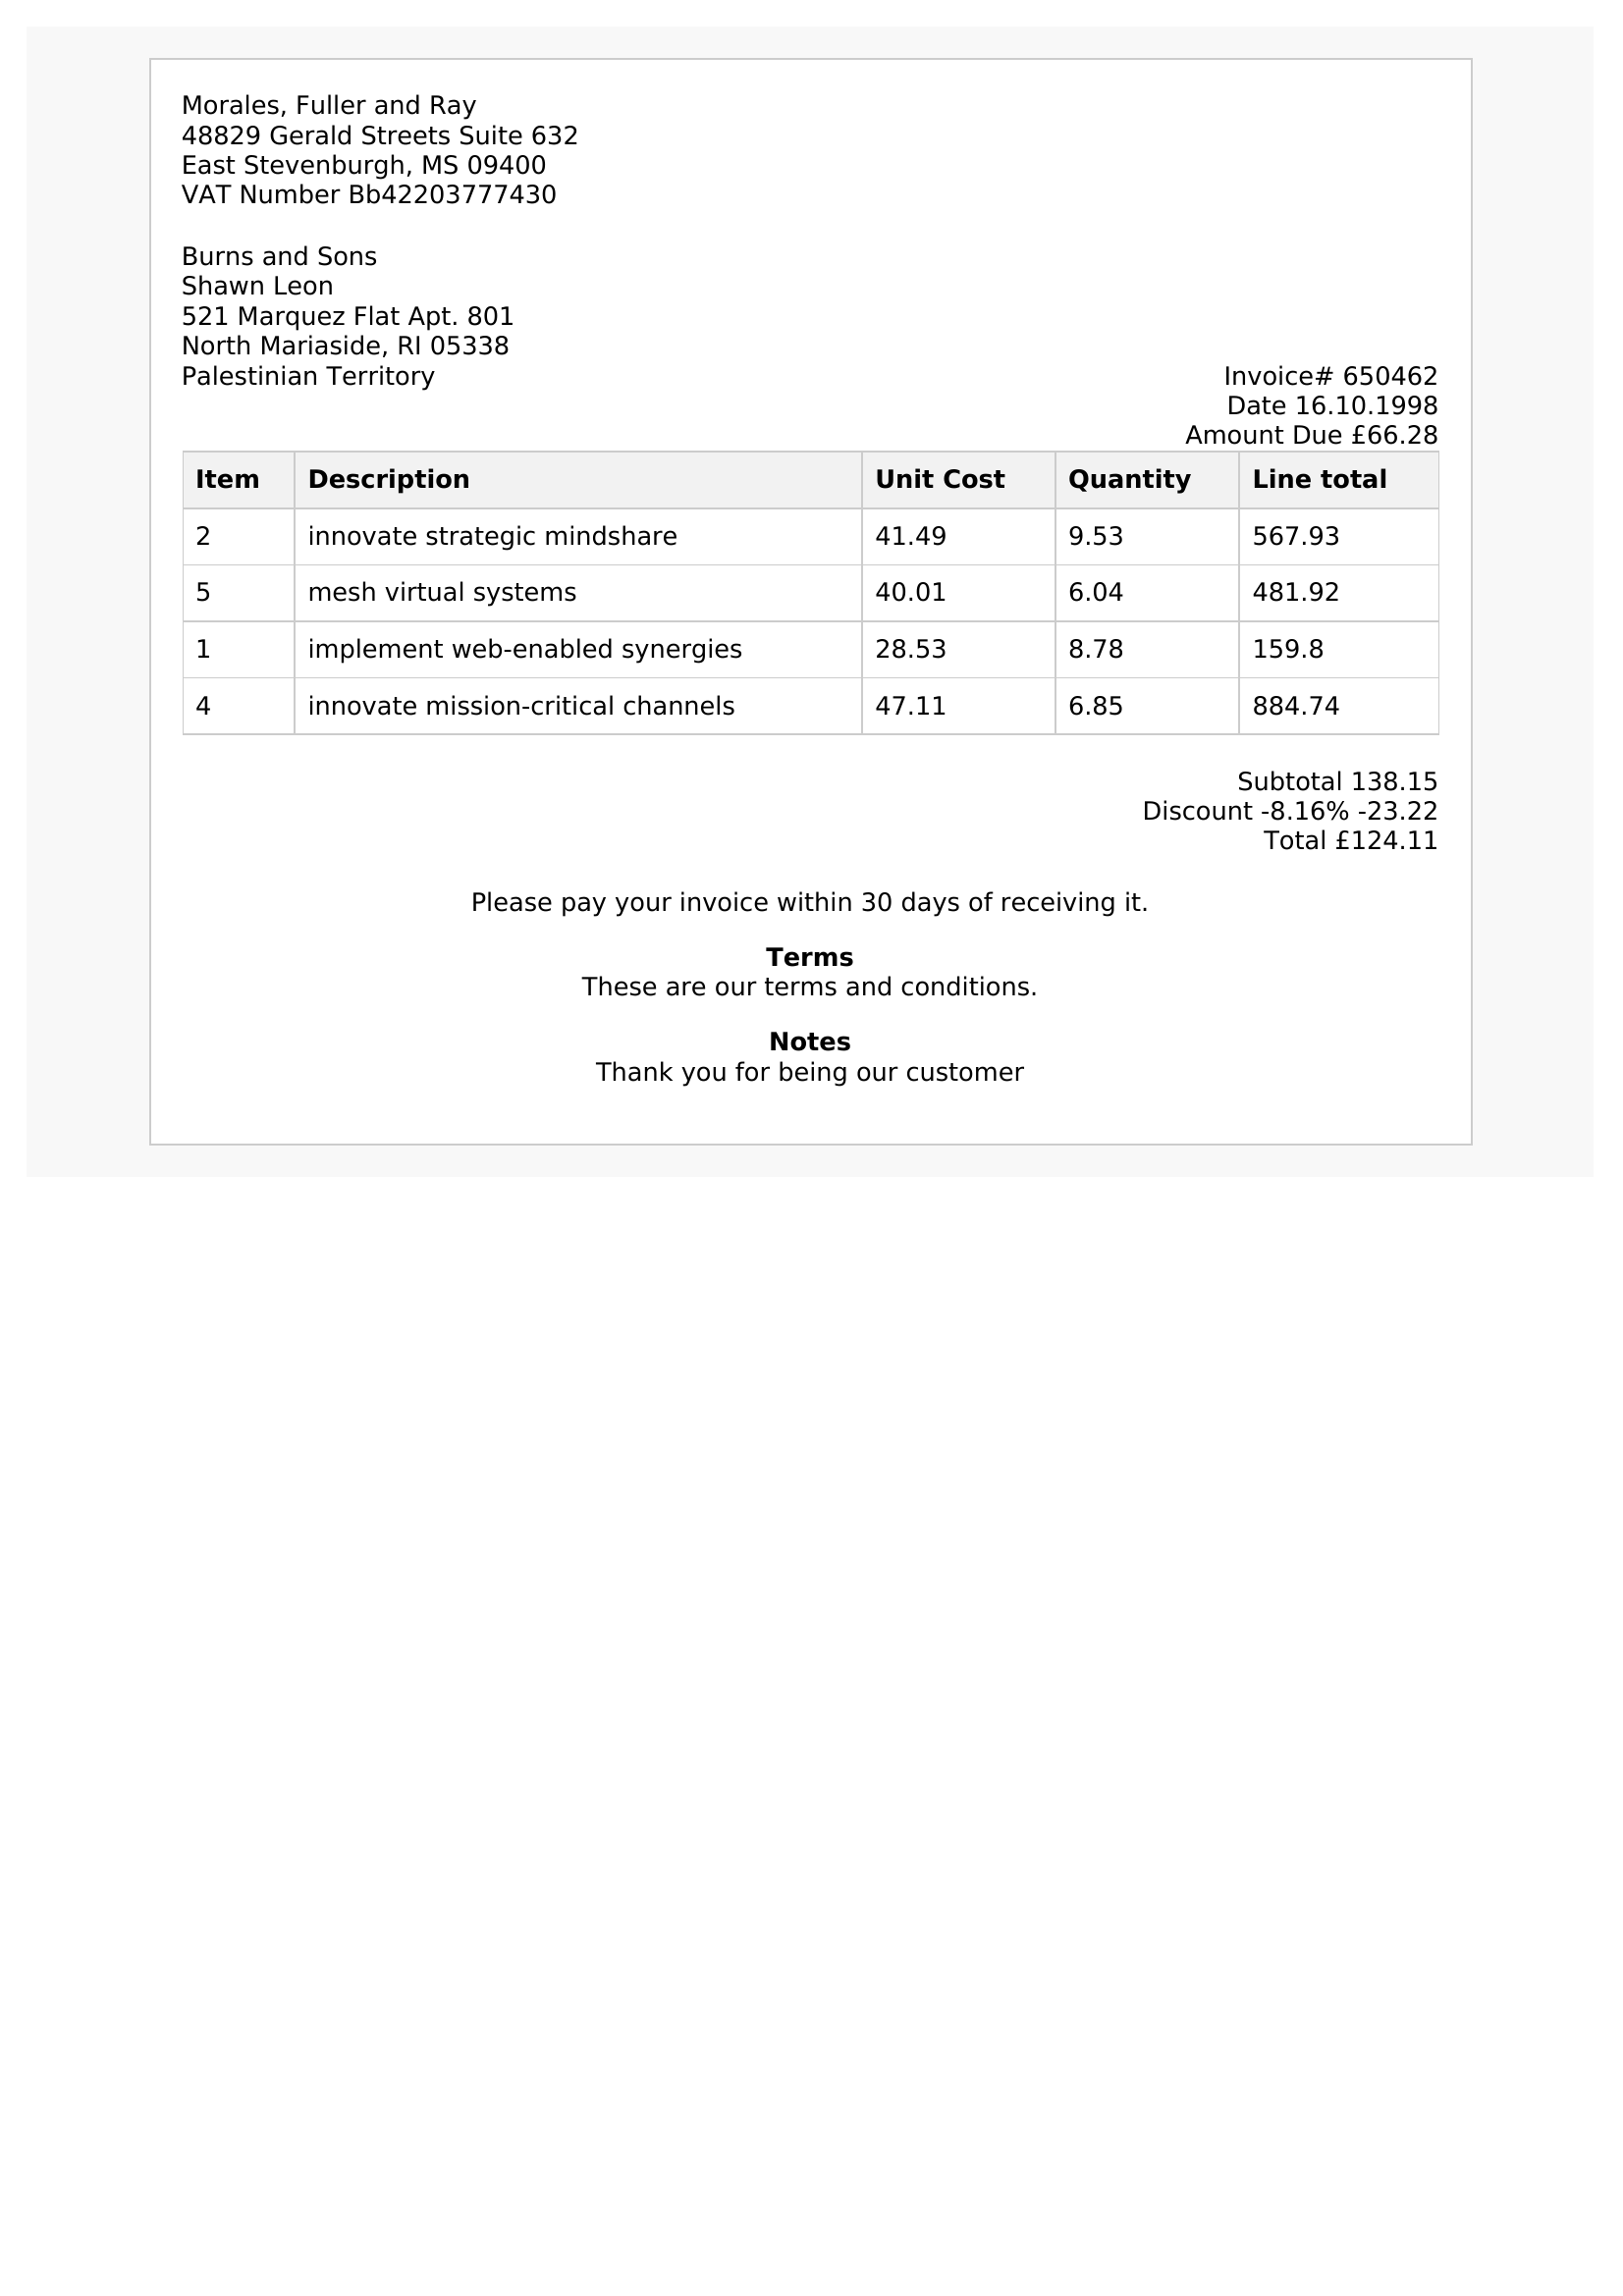 Morales, Fuller and Ray
48829 Gerald Streets Suite 632
East Stevenburgh, MS 09400
VAT Number Bb42203777430
Burns and Sons
Shawn Leon
521 Marquez Flat Apt. 801
North Mariaside, RI 05338
Palestinian Territory
Invoice# 650462
Date 16.10.1998
Amount Due £66.28
Item Description Unit Cost Quantity Line total
2 innovate strategic mindshare 41.49 9.53 567.93
5 mesh virtual systems 40.01 6.04 481.92
1 implement web-enabled synergies 28.53 8.78 159.8
4 innovate mission-critical channels 47.11 6.85 884.74
Subtotal 138.15
Discount -8.16% -23.22
Total £124.11
Please pay your invoice within 30 days of receiving it.
Terms
These are our terms and conditions.
Notes
Thank you for being our customer